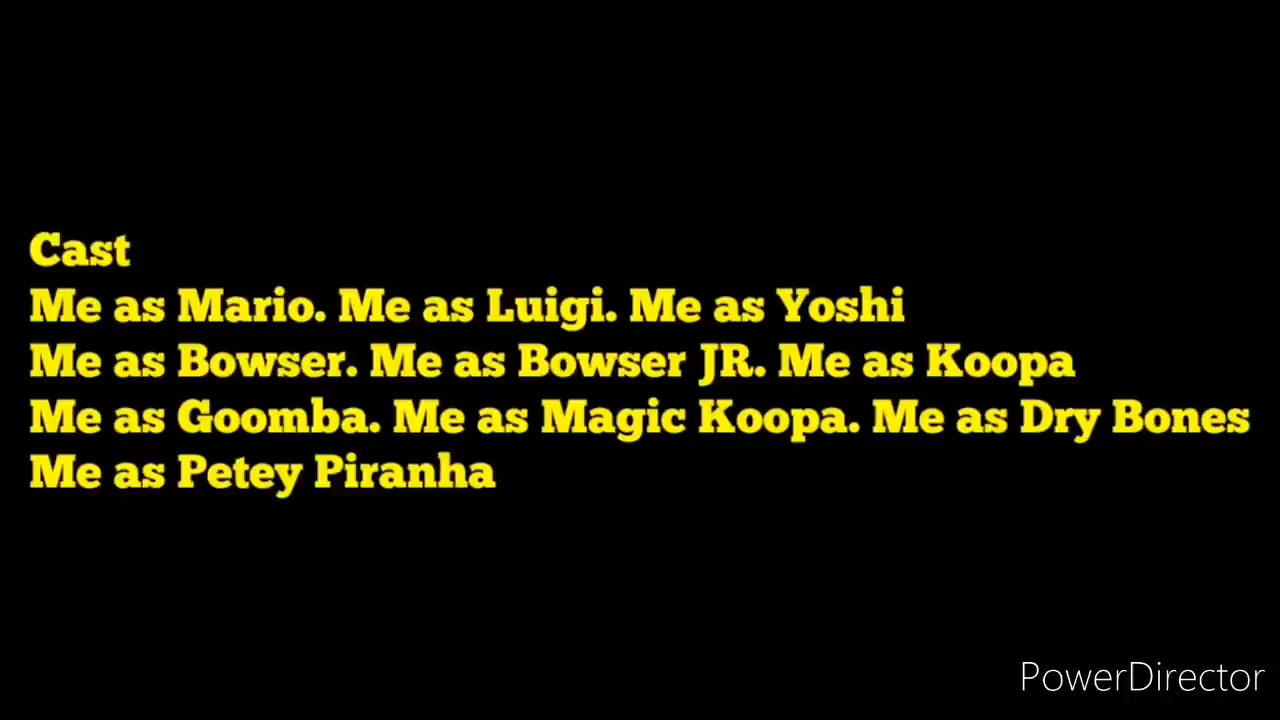 Cast
Me as Mario. Me as Luigi. Me as Yoshi
Me as Bowser. Me as Bowser JR. Me as Koopa
Me as Goomba. Me as Magic Koopa. Me as Dry Bones
Me as Petey Piranha
PowerDirector